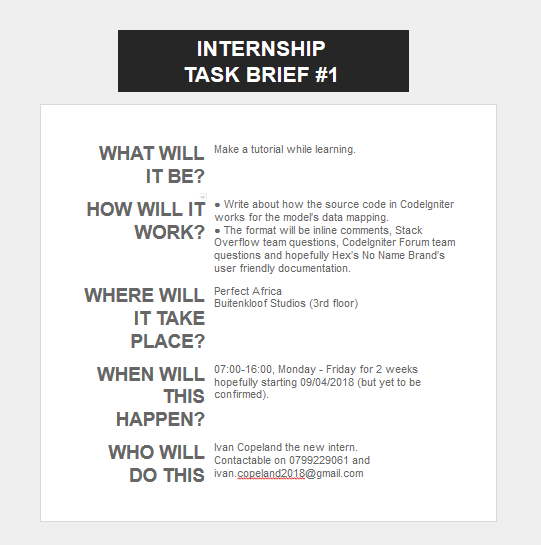 INTERNSHIP
TASK BRIEF #1
WHAT WILL
IT BE?
Make a tutorial while learning.
HOW WILL IT
WORK?
● Write about how the source code in CodeIgniter
works for the model's data mapping.
● The format will be inline comments, Stack
Overflow team questions, CodeIgniter Forum team
questions and hopefully Hex's No Name Brand's
user friendly documentation.
WHERE WILL
IT TAKE
PLACE?
Perfect Africa
Buitenkloof Studios (3rd floor)
WHEN WILL
THIS
HAPPEN?
07:00-16:00, Monday - Friday for 2 weeks
hopefully starting 09/04/2018 (but yet to be
confirmed).
WHO WILL
DO THIS
Ivan Copeland the new intern.
Contactable on 0799229061 and
ivan.copeland2018@gmail.com